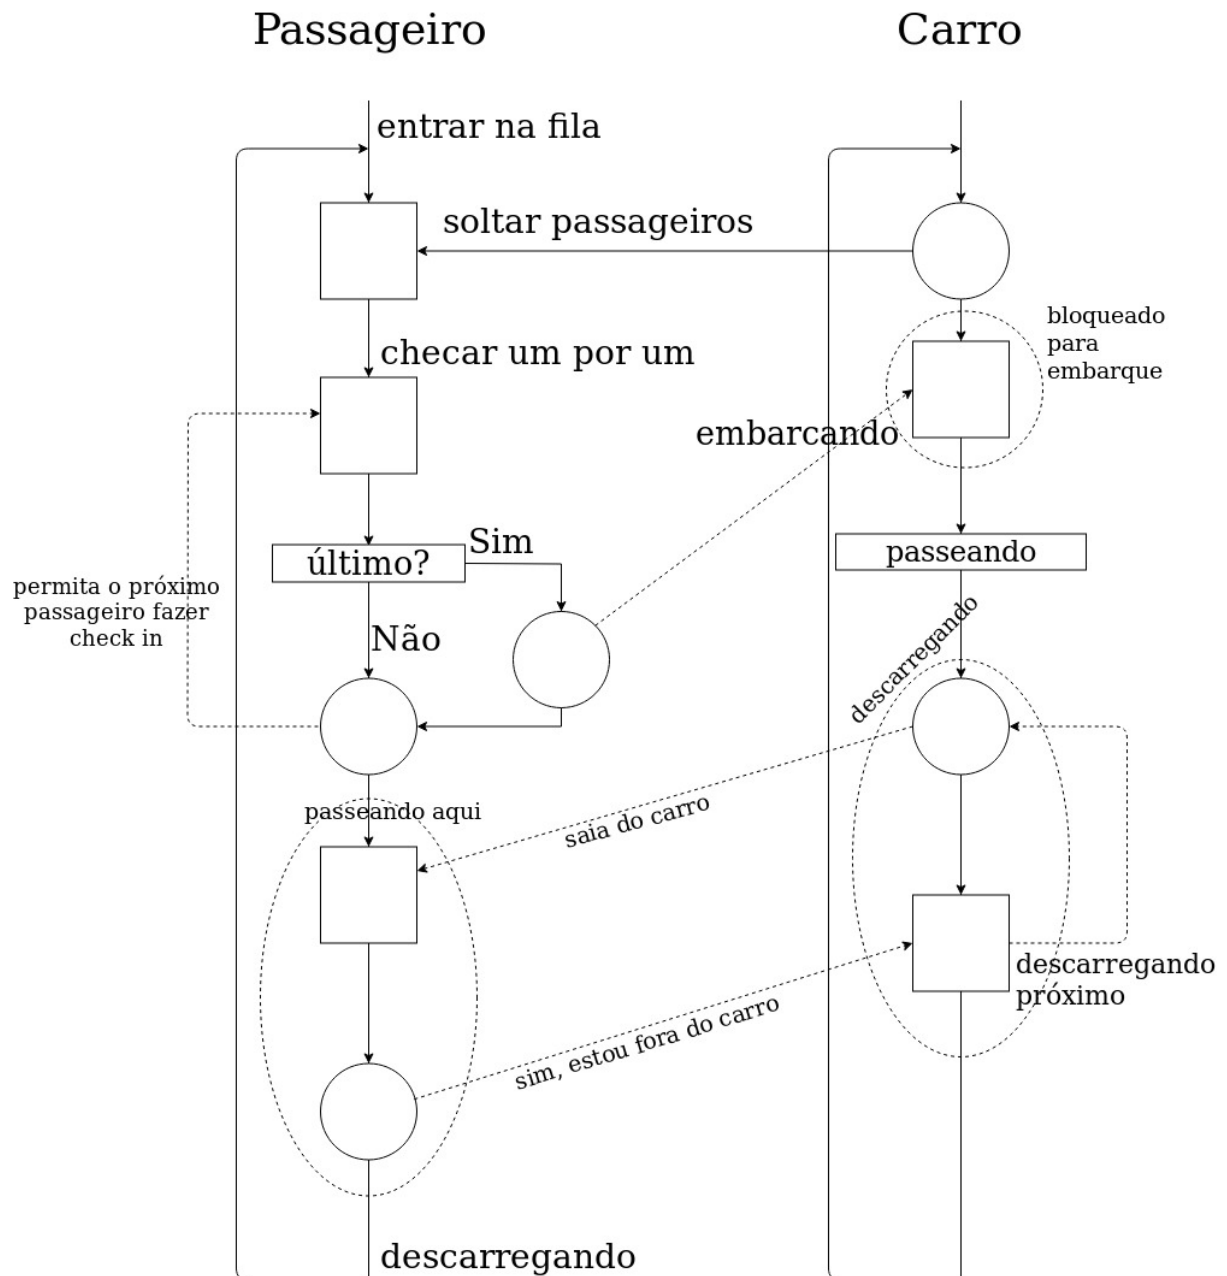 Passageiro
Carro
entrar na fila
soltar passageiros
bloqueado
para
embarque
checar um por um
embarcando
Sim
último?
passeando
permita o próximo
passageiro fazer
check in
Não
descarregando
passeando aqui
saia do carro
descarregando
próximo
sim, estou fora do carro
descarregando